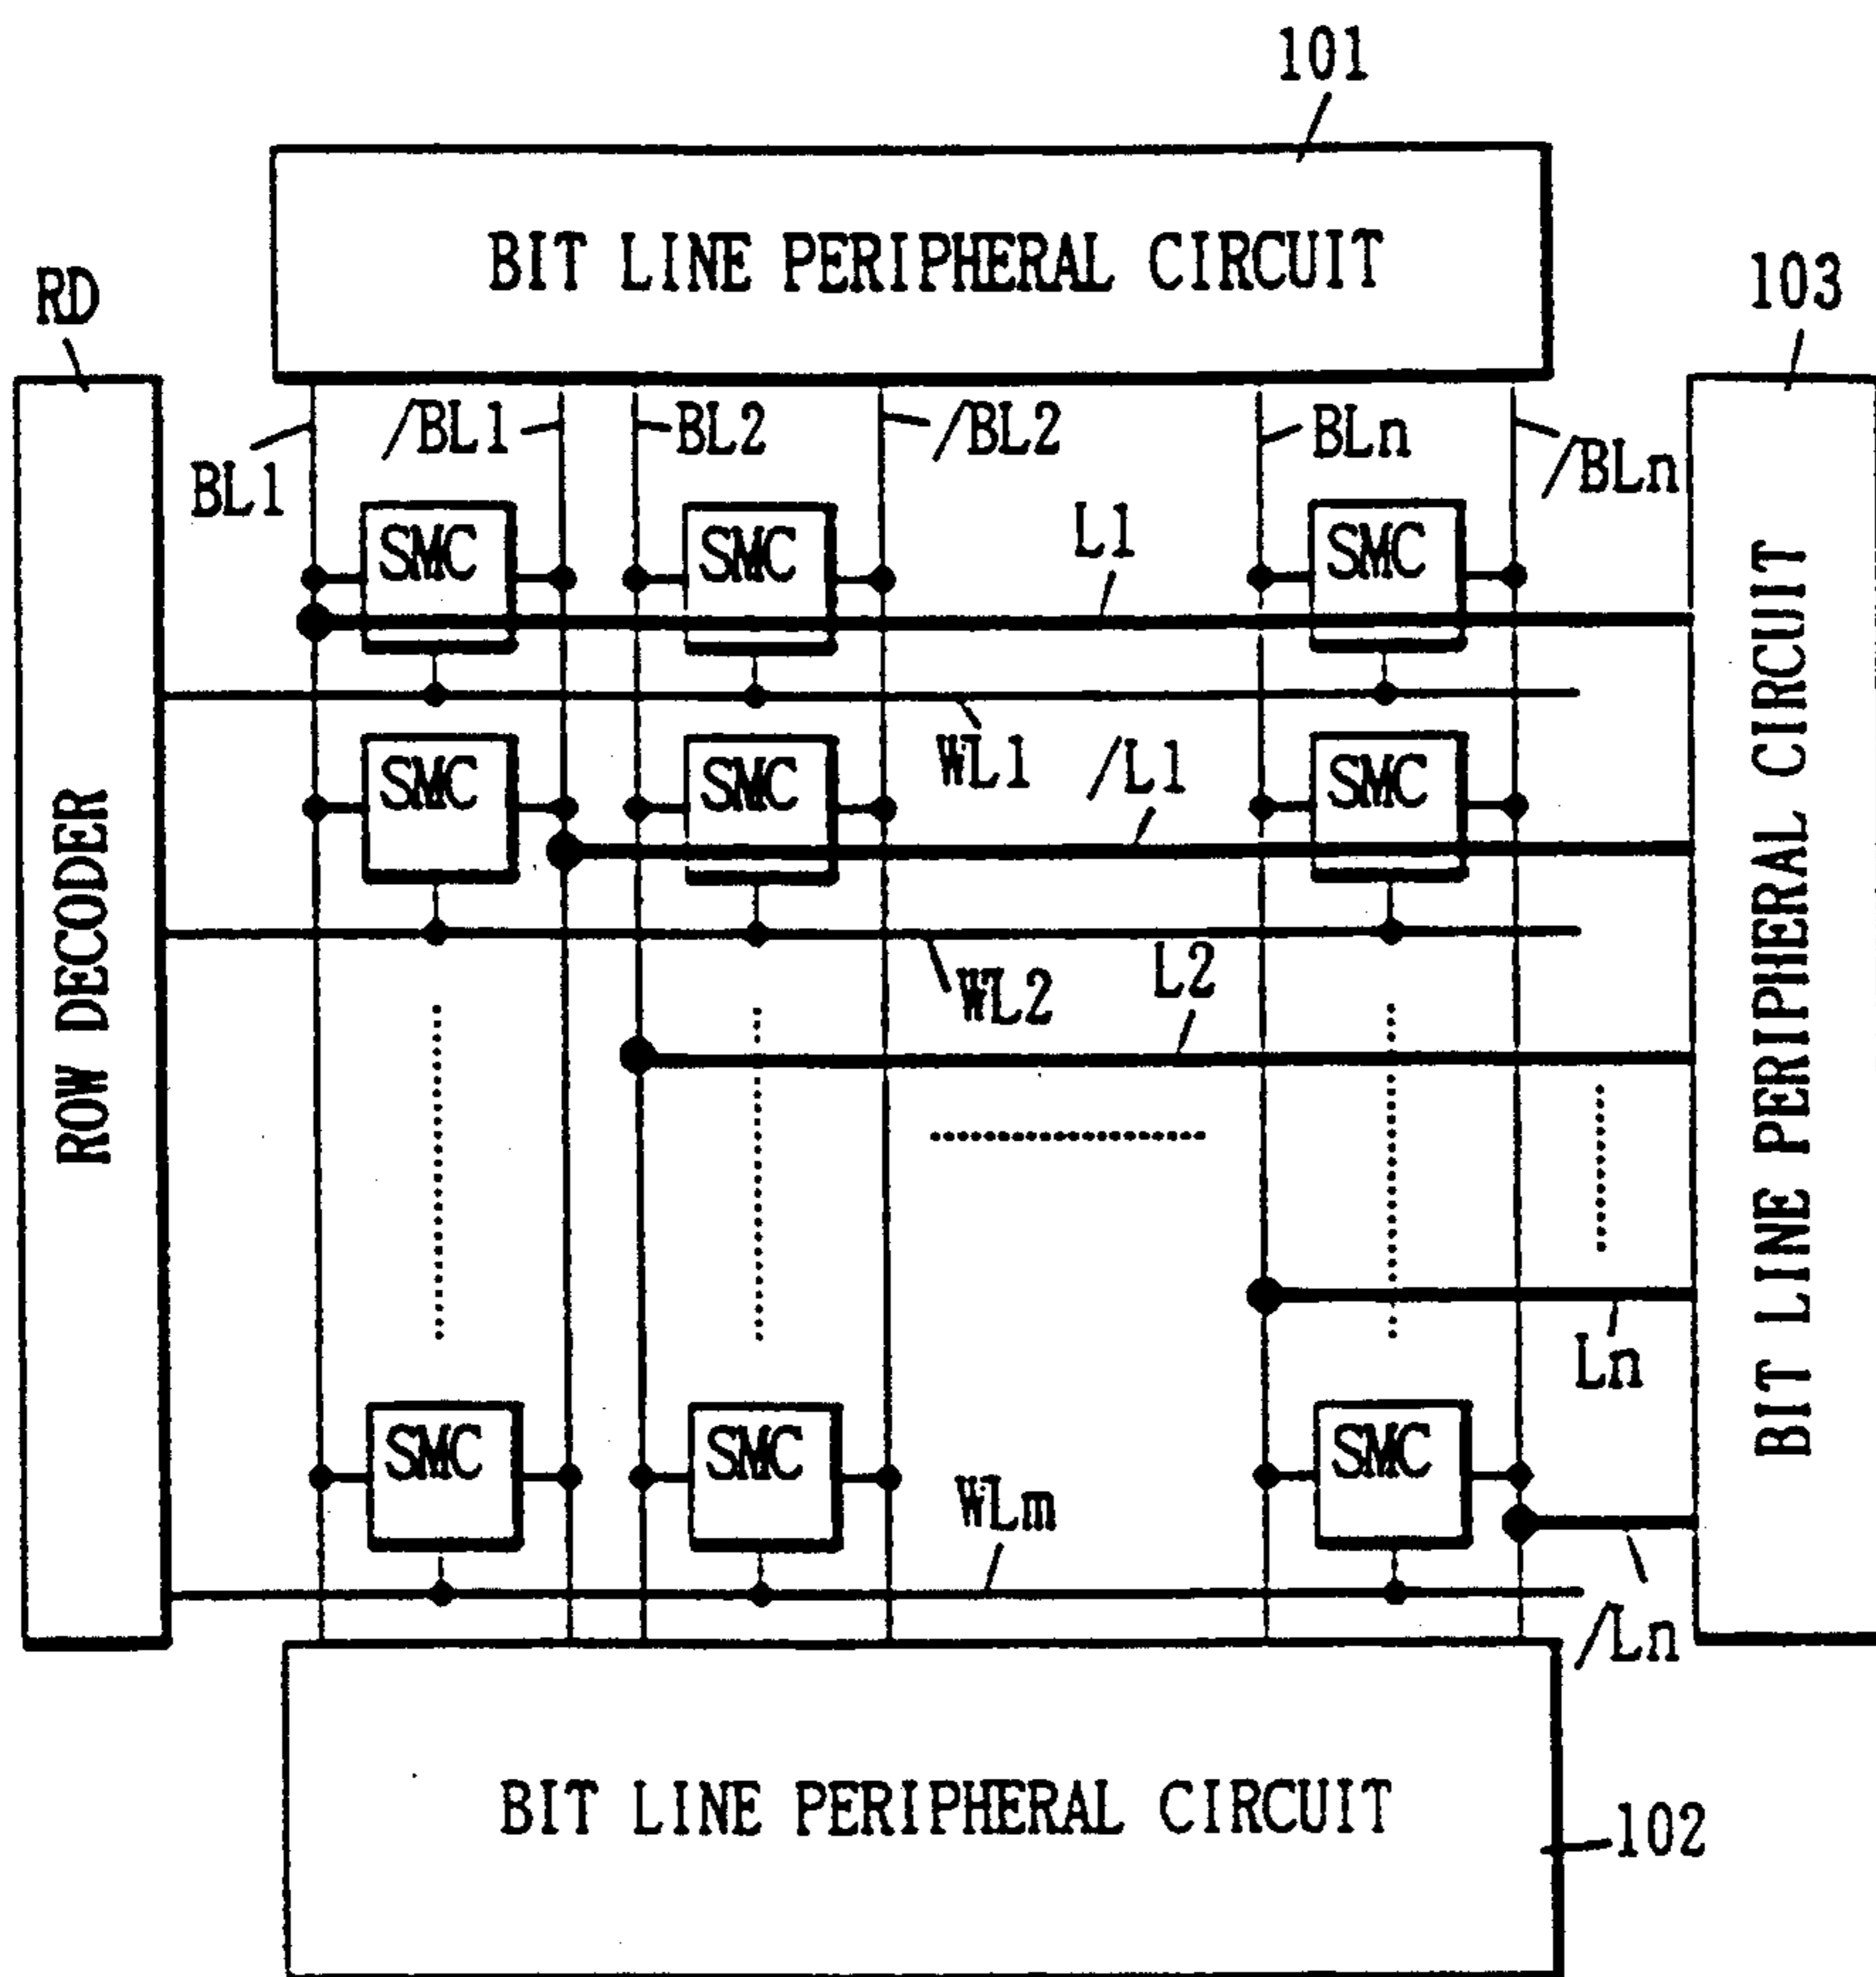 101
BIT LINE PERIPHERAL CIRCUIT
RD
103
/BL1
BL2
/BL2
BLn
/BLn
BL1
SMC
SMC
SMC
L1
WL1
/L1
SMC
SMC
SMC
WL2
L2
ROW DECODER
BIT LINE PERIPHERAL CIRCUIT
Ln
SMC
SMC
SMC
WLm
/Ln
BIT LINE PERIPHERAL CIRCUIT
102